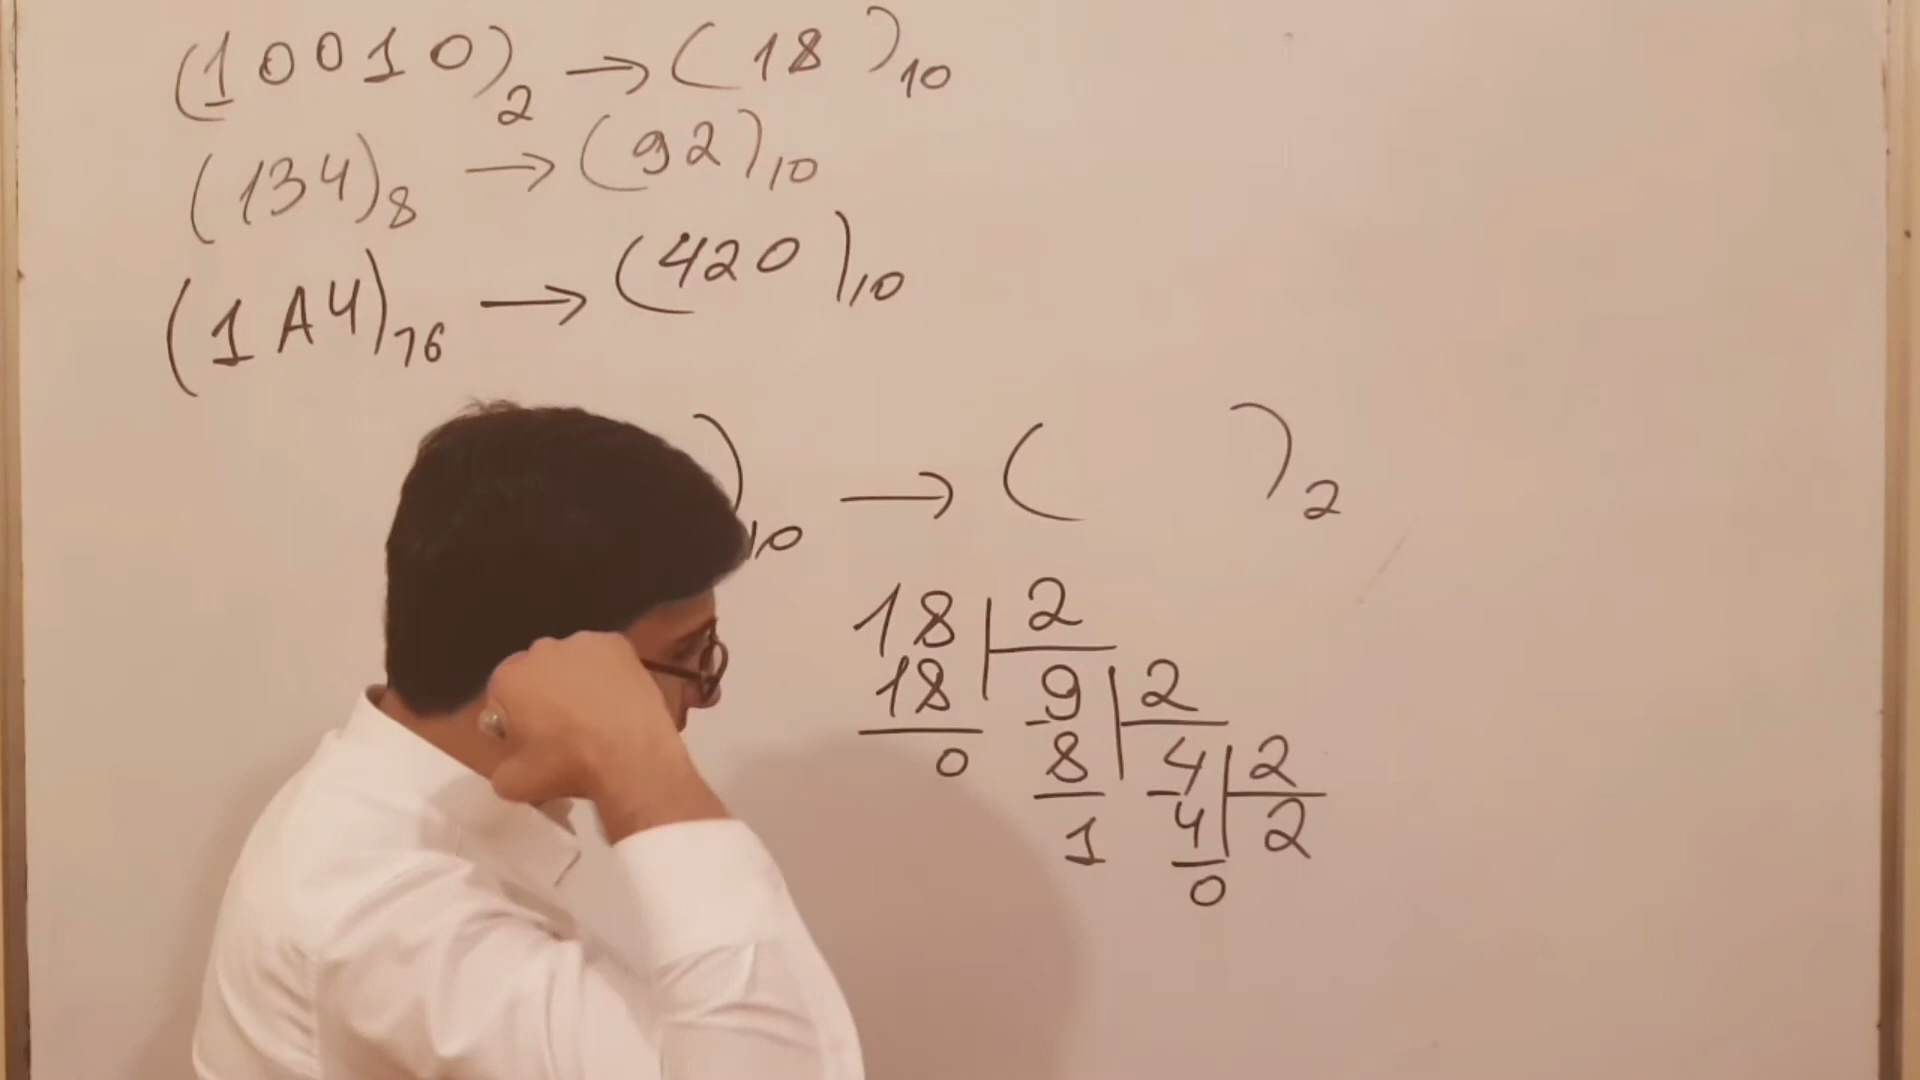 (10010)₂ → (18)₁₀
(134)₈ → (92)₁₀
(1A4)₁₆ → (420)₁₀
)₁₀ → ( )₂
18 | 2
18 9 | 2
0 8 4 | 2
1 4 2
0